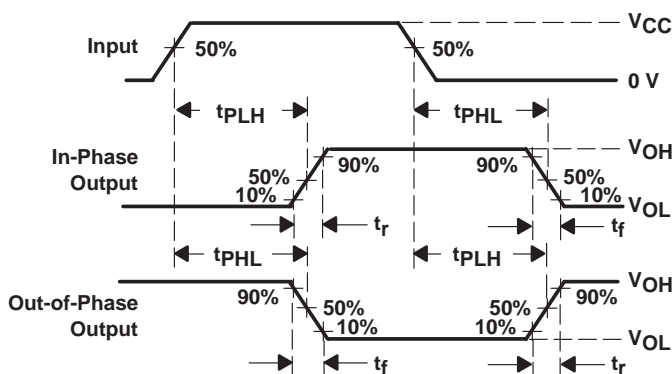 VCC
Input
50%
50%
0 V
tPLH
tPHL
In-Phase
Output
VOH
90%
90%
50%
50%
10%
10%
VOL
tr
tf
tPHL
tPLH
Out-of-Phase
Output
VOH
90%
90%
50%
50%
10%
10%
VOL
tf
tr